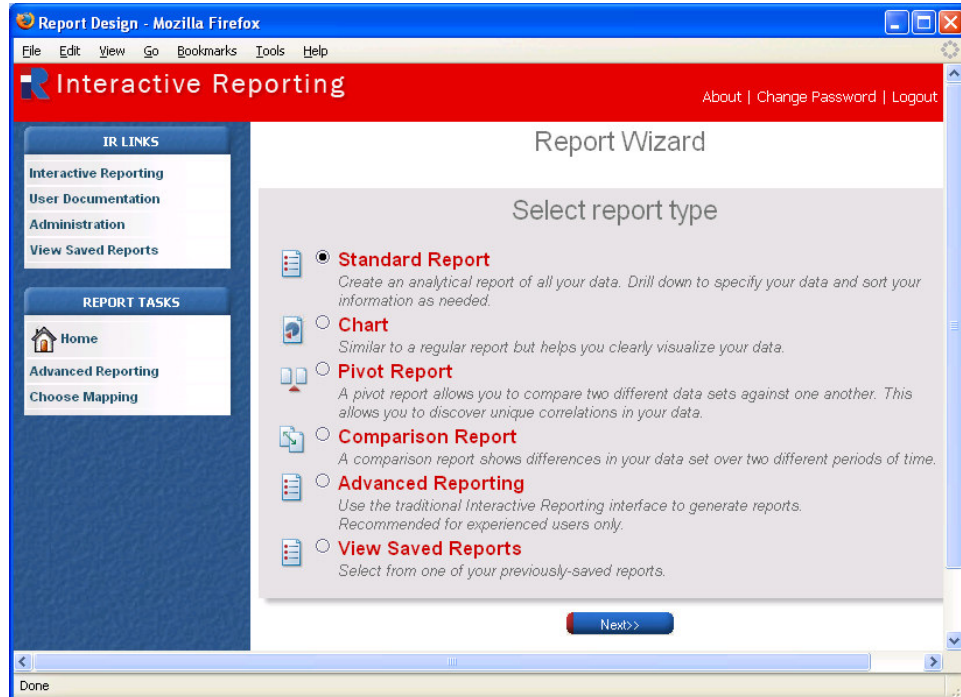 Report Design - Mozilla Firefox
File Edit View Go Bookmarks Tools Help
Interactive Reporting
About | Change Password | Logout
IR LINKS
Interactive Reporting
User Documentation
Administration
View Saved Reports
REPORT TASKS
Home
Advanced Reporting
Choose Mapping
Report Wizard
Select report type
Standard Report
Create an analytical report of all your data. Drill down to specify your data and sort your
information as needed.
Chart
Similar to a regular report but helps you clearly visualize your data.
Pivot Report
A pivot report allows you to compare two different data sets against one another. This
allows you to discover unique correlations in your data.
Comparison Report
A comparison report shows differences in your data set over two different periods of time.
Advanced Reporting
Use the traditional Interactive Reporting interface to generate reports.
Recommended for experienced users only.
View Saved Reports
Select from one of your previously-saved reports.
Next>>
Done